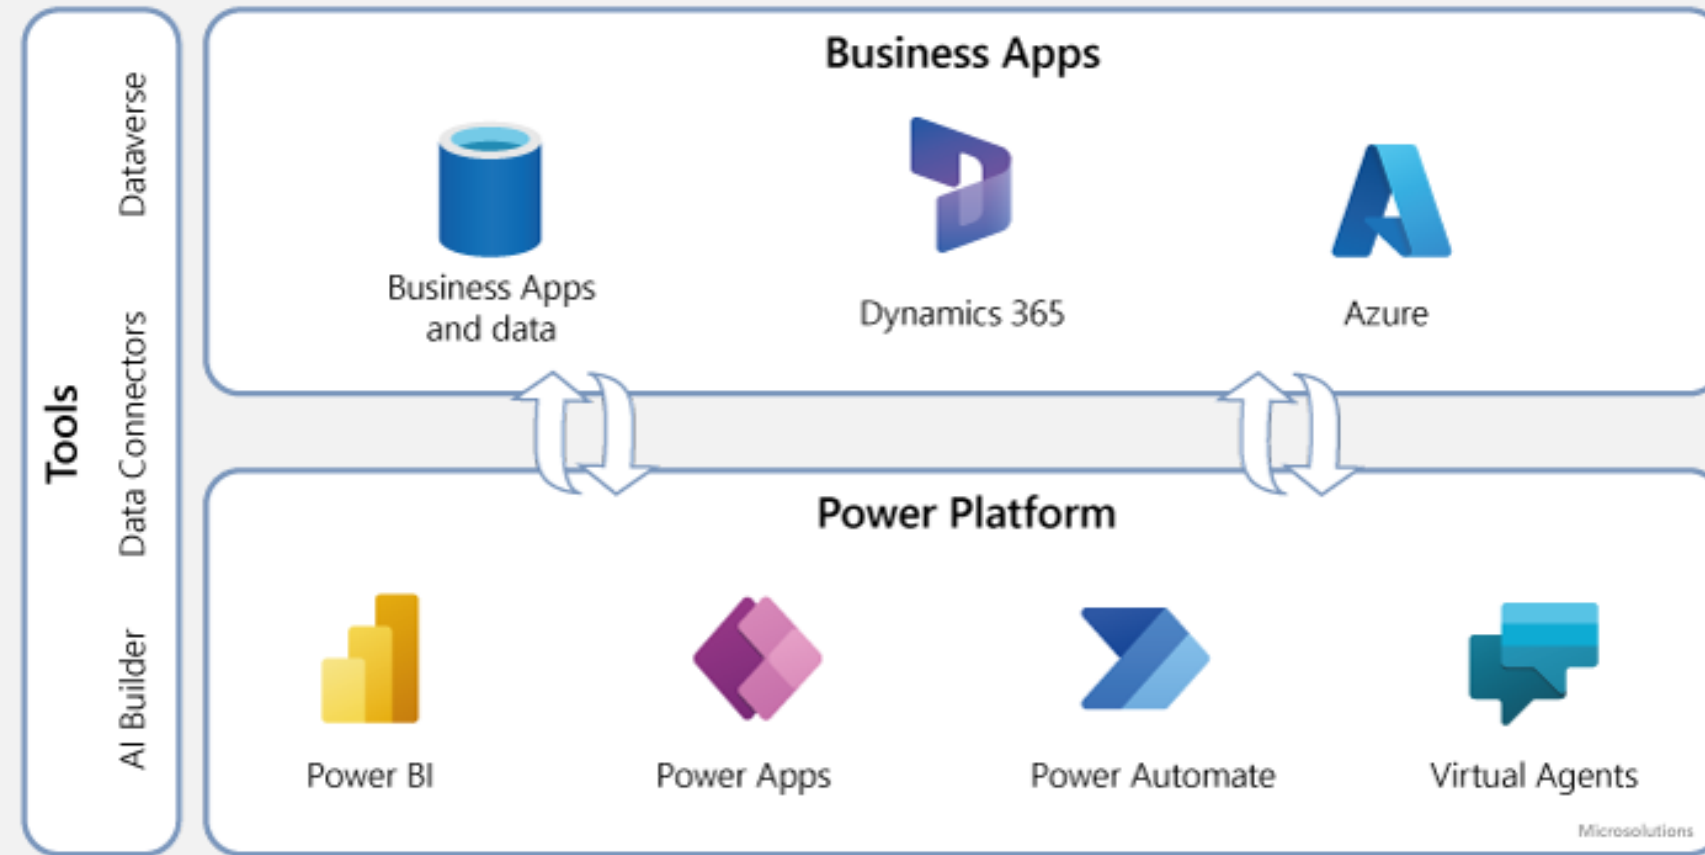 Tools
Dataverse
Data Connectors
AI Builder
Business Apps
Business Apps
and data
Dynamics 365
Azure
Power Platform
Power BI
Power Apps
Power Automate
Virtual Agents
Microsolutions